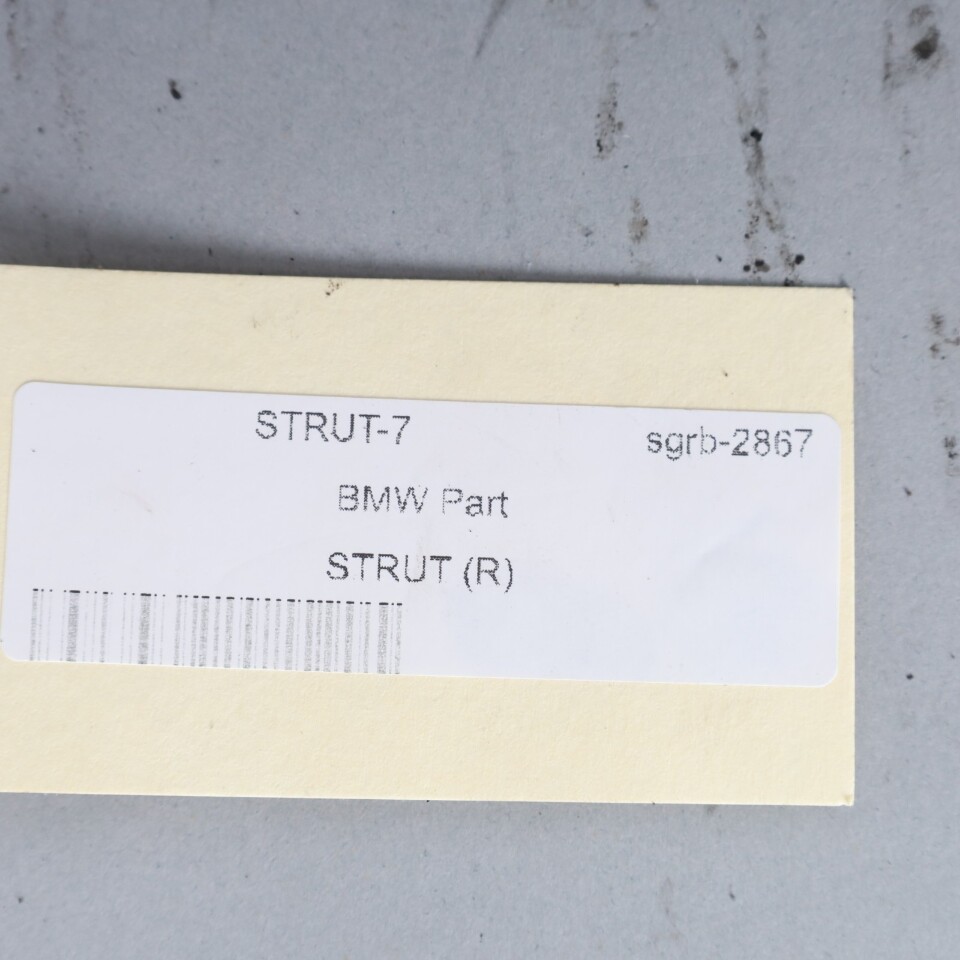 STRUT-7
sgrb-2867
BMW Part
STRUT (R)